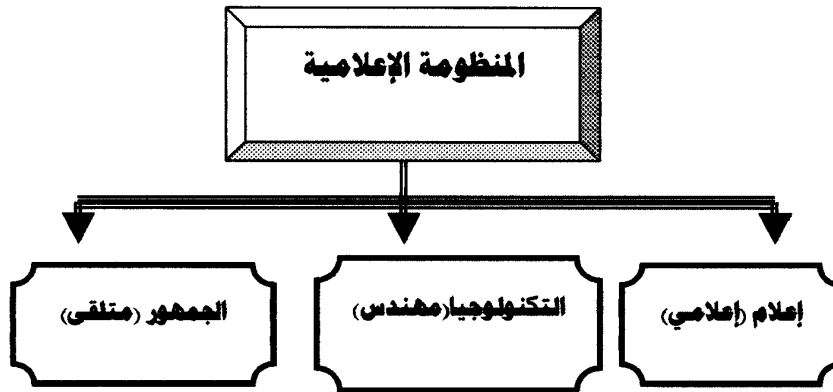 المنظومة الإعلامية
إعلام (إعلامي)
التكنولوجيا(مهندس)
الجمهور (متلقى)